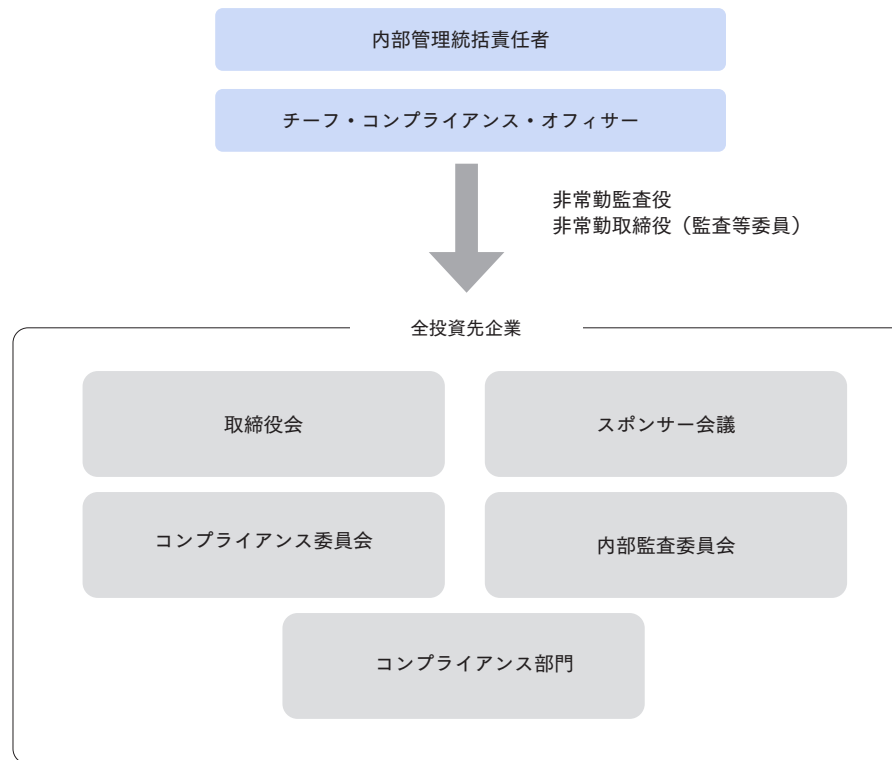 内部管理統括責任者
チーフ・コンプライアンス・オフィサー
非常勤監査役
非常勤取締役（監査等委員）
全投資先企業
取締役会
スポンサー会議
コンプライアンス委員会
内部監査委員会
コンプライアンス部門